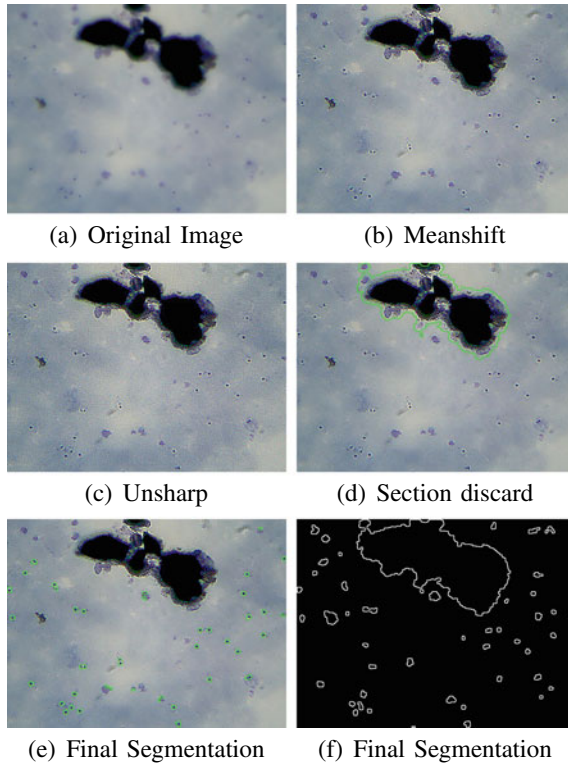 (a) Original Image
(b) Meanshift
(c) Unsharp
(d) Section discard
(e) Final Segmentation
(f) Final Segmentation